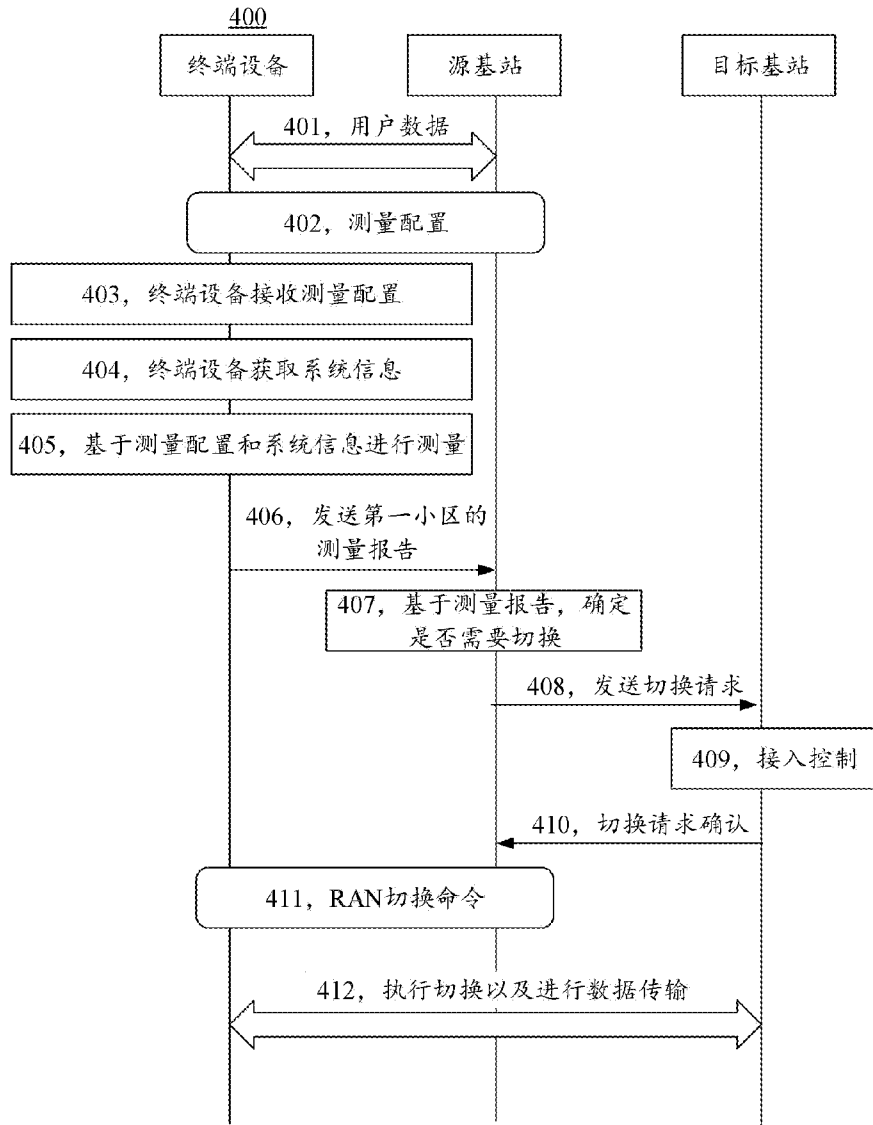 400
终端设备
源基站
目标基站
401，用户数据
402，测量配置
403，终端设备接收测量配置
404，终端设备获取系统信息
405，基于测量配置和系统信息进行测量
406，发送第一小区的
测量报告
407，基于测量报告，确定
是否需要切换
408，发送切换请求
409，接入控制
410，切换请求确认
411，RAN切换命令
412，执行切换以及进行数据传输